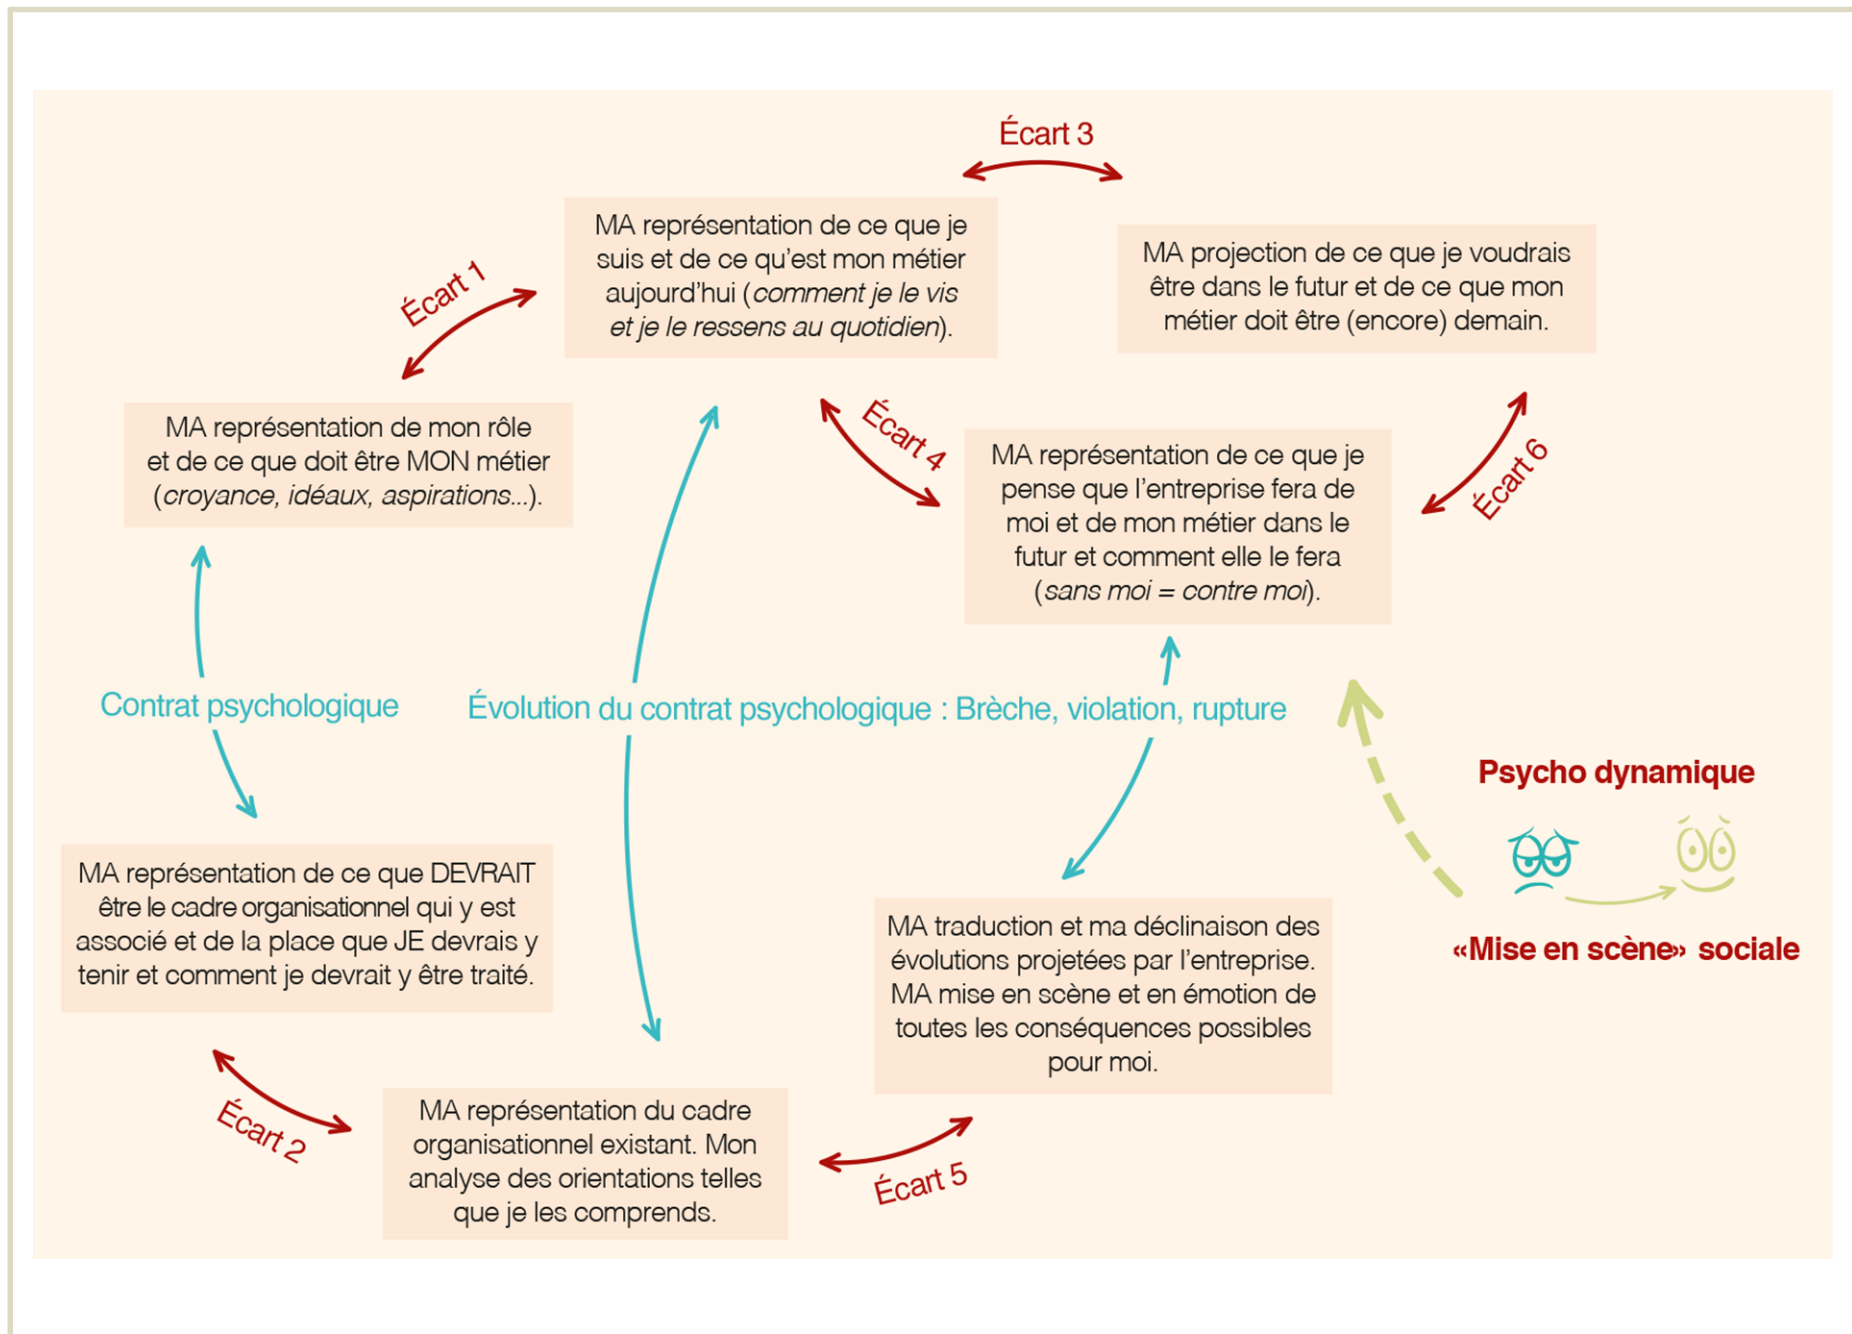 Écart 3
MA représentation de ce que je
suis et de ce qu'est mon métier
aujourd'hui (comment je le vis
et je le ressens au quotidien).
MA projection de ce que je voudrais
être dans le futur et de ce que mon
métier doit être (encore) demain.
Écart 1
MA représentation de mon rôle
et de ce que doit être MON métier
(croyance, idéaux, aspirations...).
Écart 4
MA représentation de ce que je
pense que l'entreprise fera de
moi et de mon métier dans le
futur et comment elle le fera
(sans moi = contre moi).
Écart 6
Contrat psychologique
Évolution du contrat psychologique : Brèche, violation, rupture
Psycho dynamique
«Mise en scène» sociale
MA représentation de ce que DEVRAIT
être le cadre organisationnel qui y est
associé et de la place que JE devrais y
tenir et comment je devrait y être traité.
MA traduction et ma déclinaison des
évolutions projetées par l'entreprise.
MA mise en scène et en émotion de
toutes les conséquences possibles
pour moi.
Écart 2
MA représentation du cadre
organisationnel existant. Mon
analyse des orientations telles
que je les comprends.
Écart 5